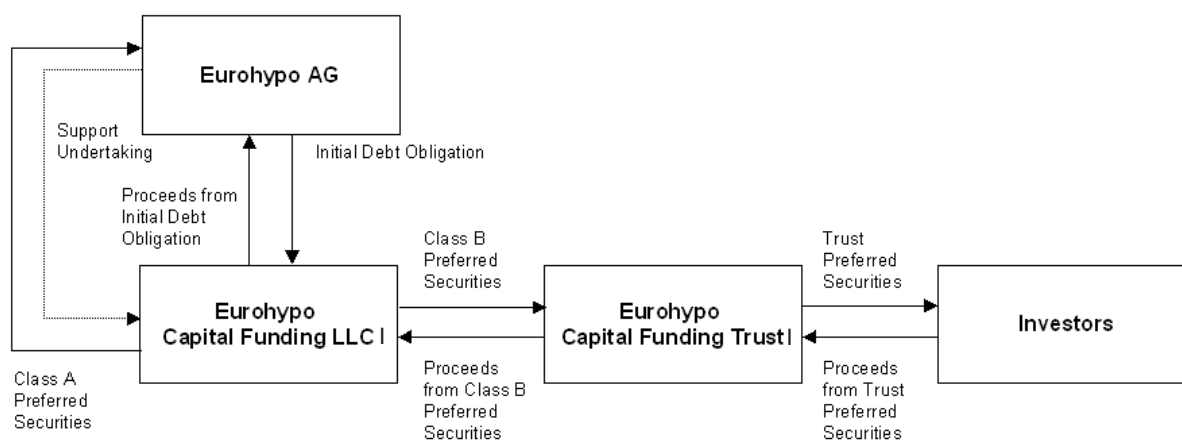 Eurohypo AG
Support
Undertaking
Initial Debt Obligation
Proceeds from
Initial Debt
Obligation
Class B
Preferred
Securities
Trust
Preferred
Securities
Eurohypo
Capital Funding LLC I
Eurohypo
Capital Funding Trust I
Investors
Class A
Preferred
Securities
Proceeds
from Class B
Preferred
Securities
Proceeds
from Trust
Preferred
Securities